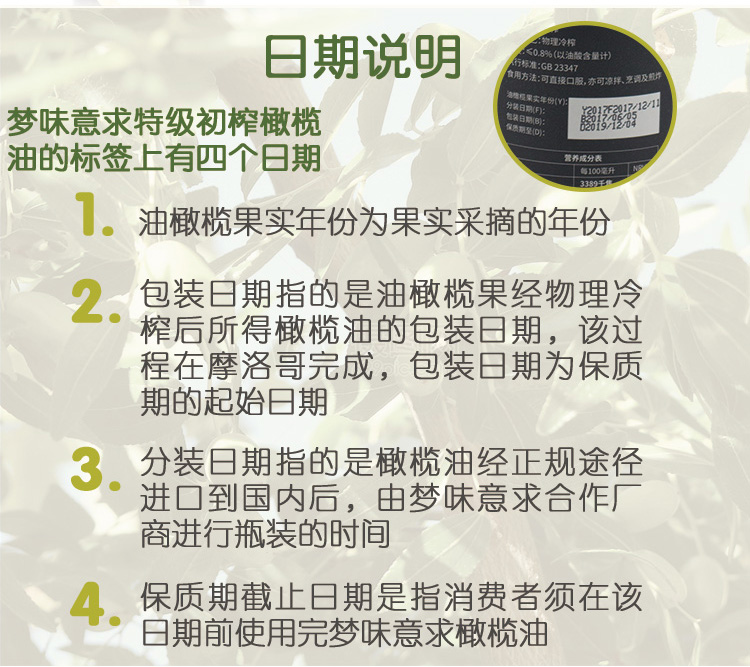 日期说明
梦味意求特级初榨橄榄
油的标签上有四个日期
物理冷榨
≤0.8%(以油酸含量计)
行标准:GB 23347
食用方法:可直接口服,亦可凉拌、烹调及煎炸
油橄榄果实年份(Y):
分装日期(F):
包装日期(B):
保质期至(D):
Y2017F2017/12/11
B2017/06/05
D2019/12/04
营养成分表
每100毫升
3389千焦
1. 油橄榄果实年份为果实采摘的年份
2. 包装日期指的是油橄榄果经物理冷
榨后所得橄榄油的包装日期，该过
程在摩洛哥完成，包装日期为保质
期的起始日期
3. 分装日期指的是橄榄油经正规途径
进口到国内后，由梦味意求合作厂
商进行瓶装的时间
4. 保质期截止日期是指消费者须在该
日期前使用完梦味意求橄榄油